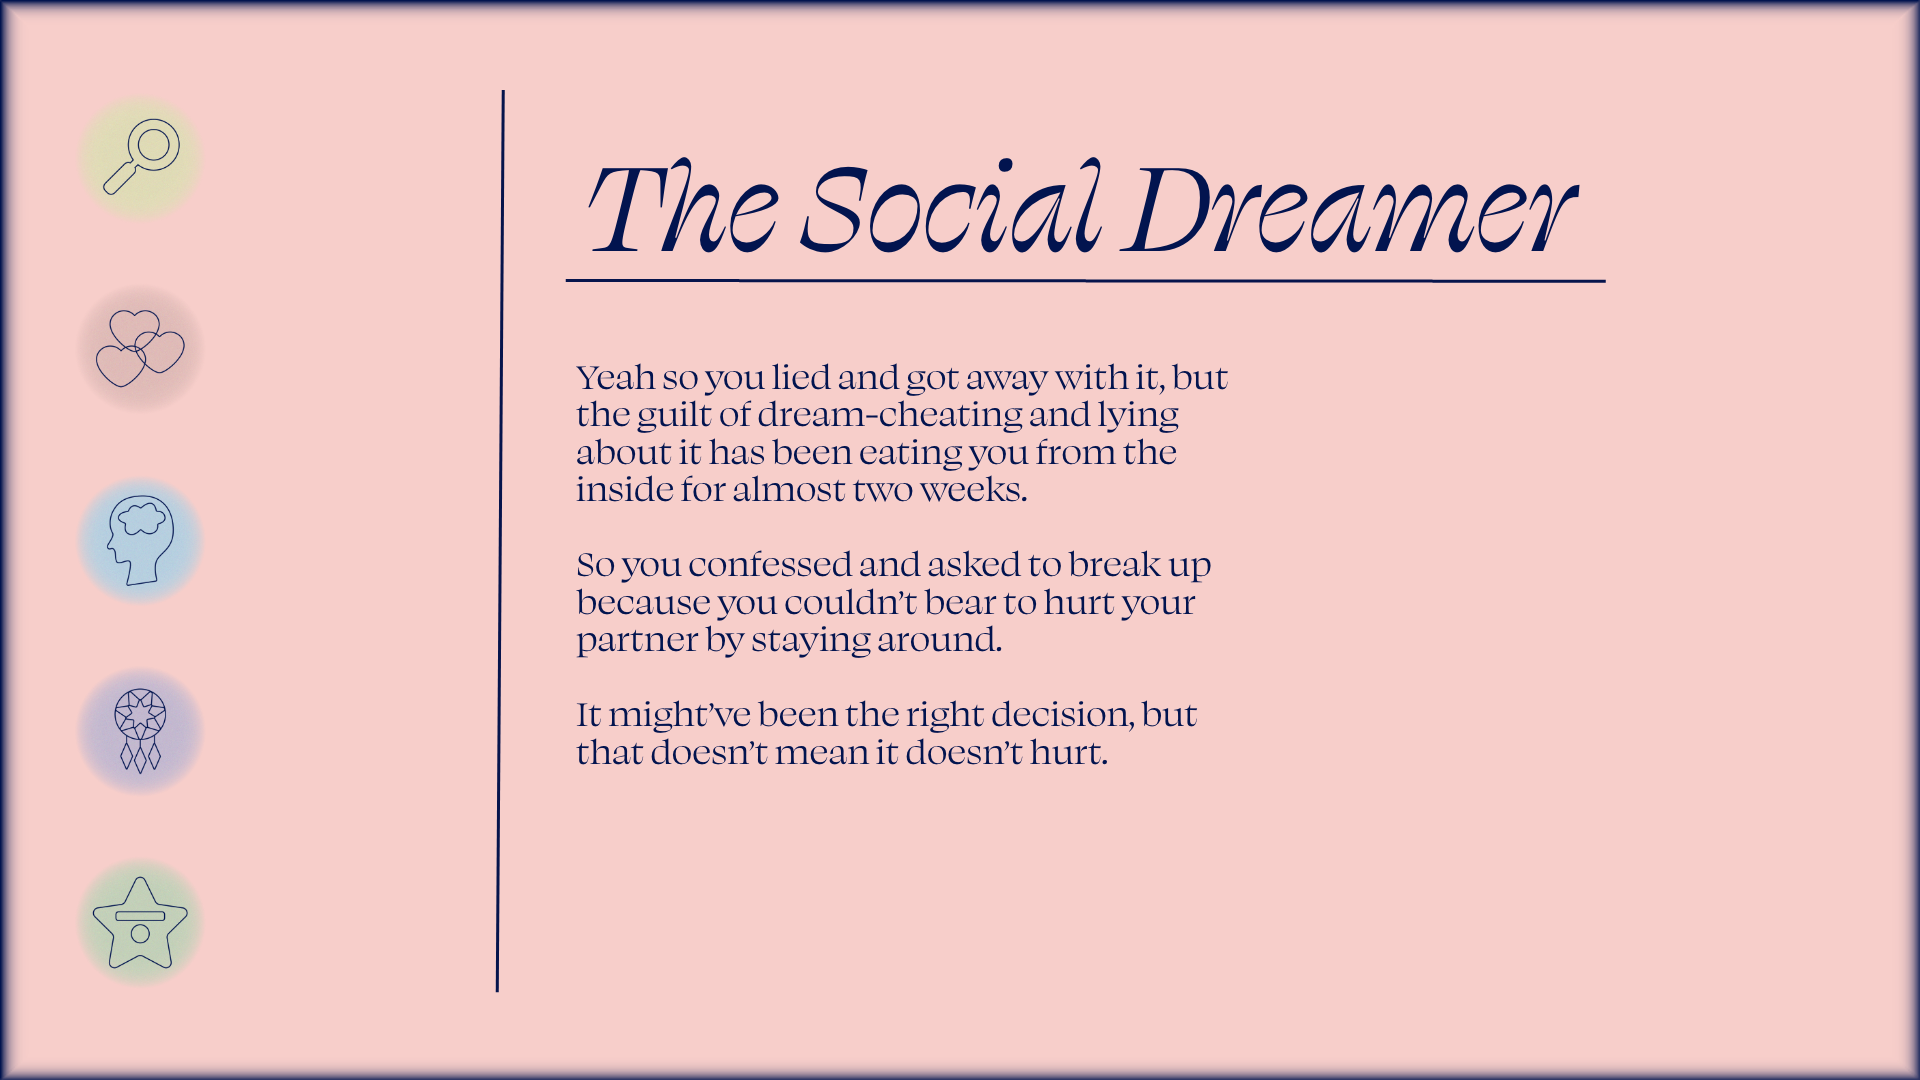 The Social Dreamer
Yeah so you lied and got away with it, but
the guilt of dream-cheating and lying
about it has been eating you from the
inside for almost two weeks.
So you confessed and asked to break up
because you couldn’t bear to hurt your
partner by staying around.
It might’ve been the right decision, but
that doesn’t mean it doesn’t hurt.